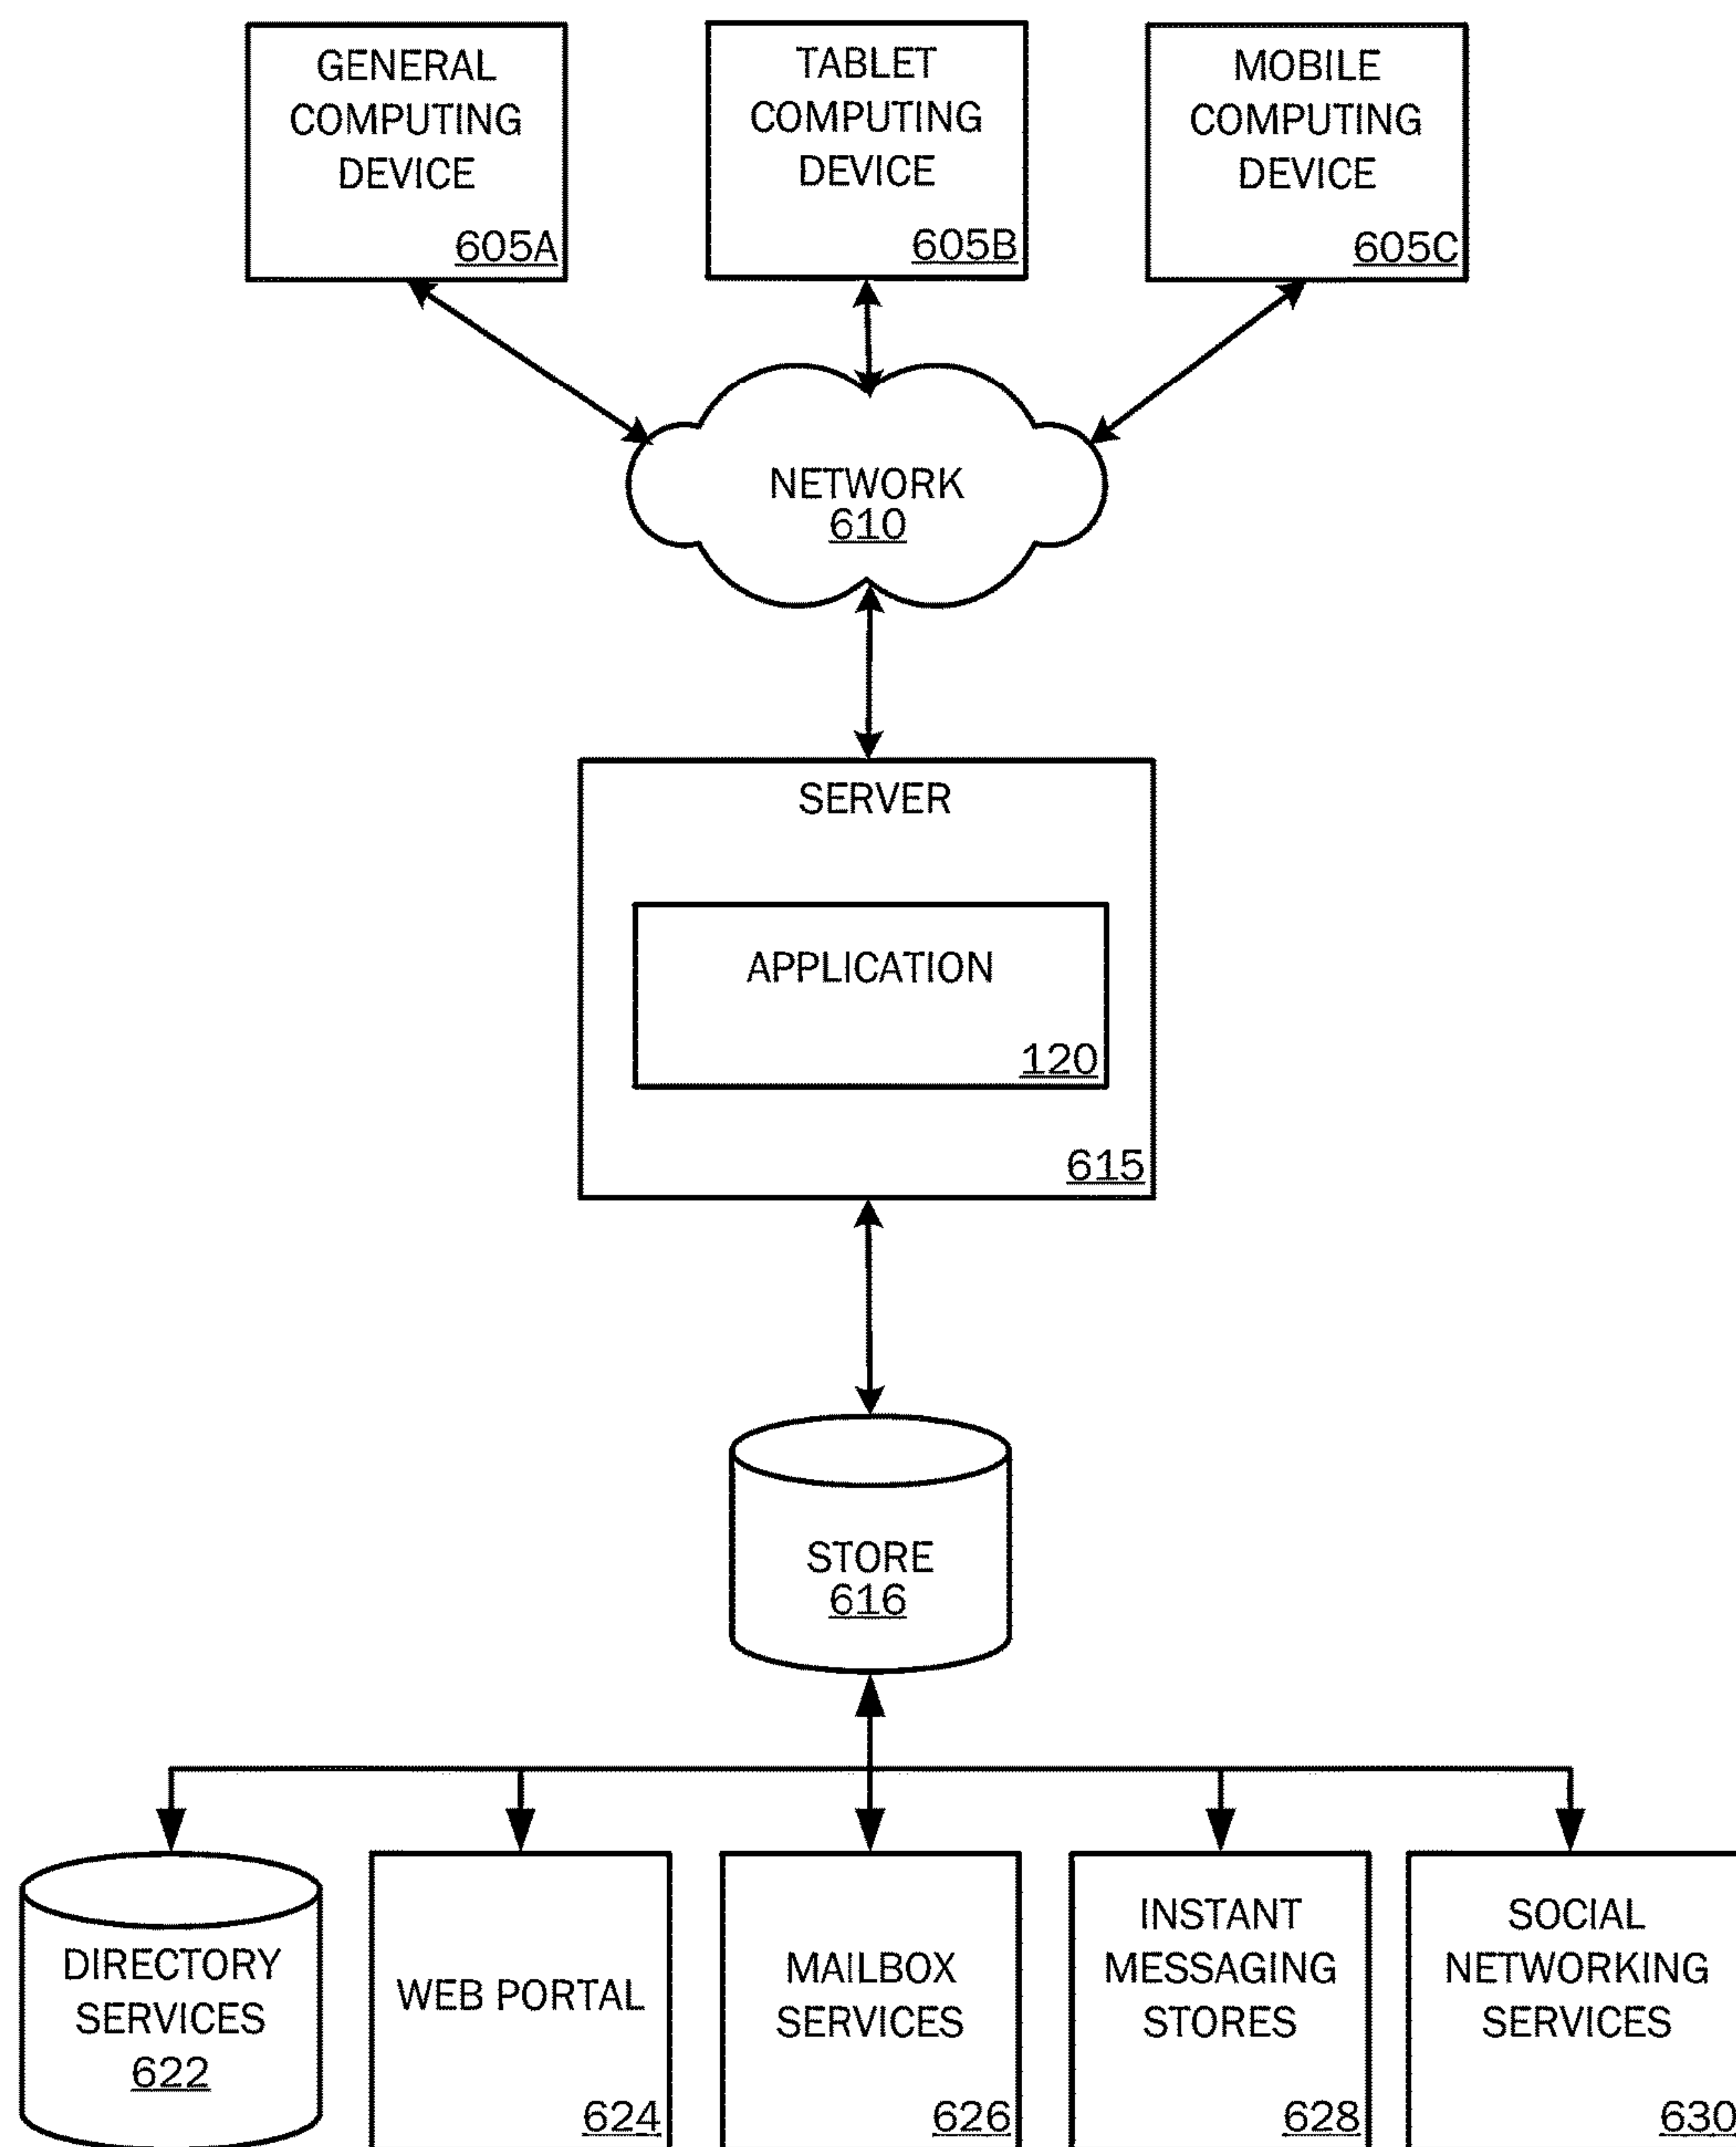 GENERAL
COMPUTING
DEVICE
605A
TABLET
COMPUTING
DEVICE
605B
MOBILE
COMPUTING
DEVICE
605C
NETWORK
610
SERVER
APPLICATION
120
615
STORE
616
DIRECTORY
SERVICES
622
WEB PORTAL
624
MAILBOX
SERVICES
626
INSTANT
MESSAGING
STORES
628
SOCIAL
NETWORKING
SERVICES
630